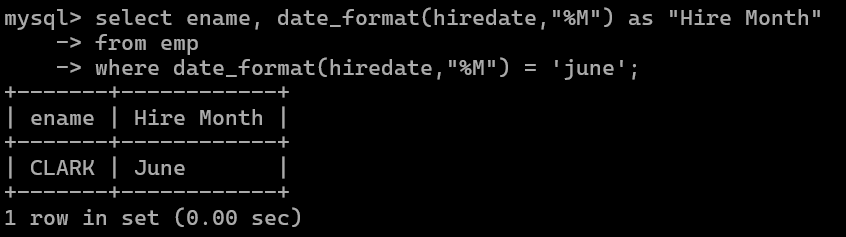 mysql> select ename, date_format(hiredate,"%M") as "Hire Month"
    -> from emp
    -> where date_format(hiredate,"%M") = 'june';
+-------+------------+
| ename | Hire Month |
+-------+------------+
| CLARK | June       |
+-------+------------+
1 row in set (0.00 sec)